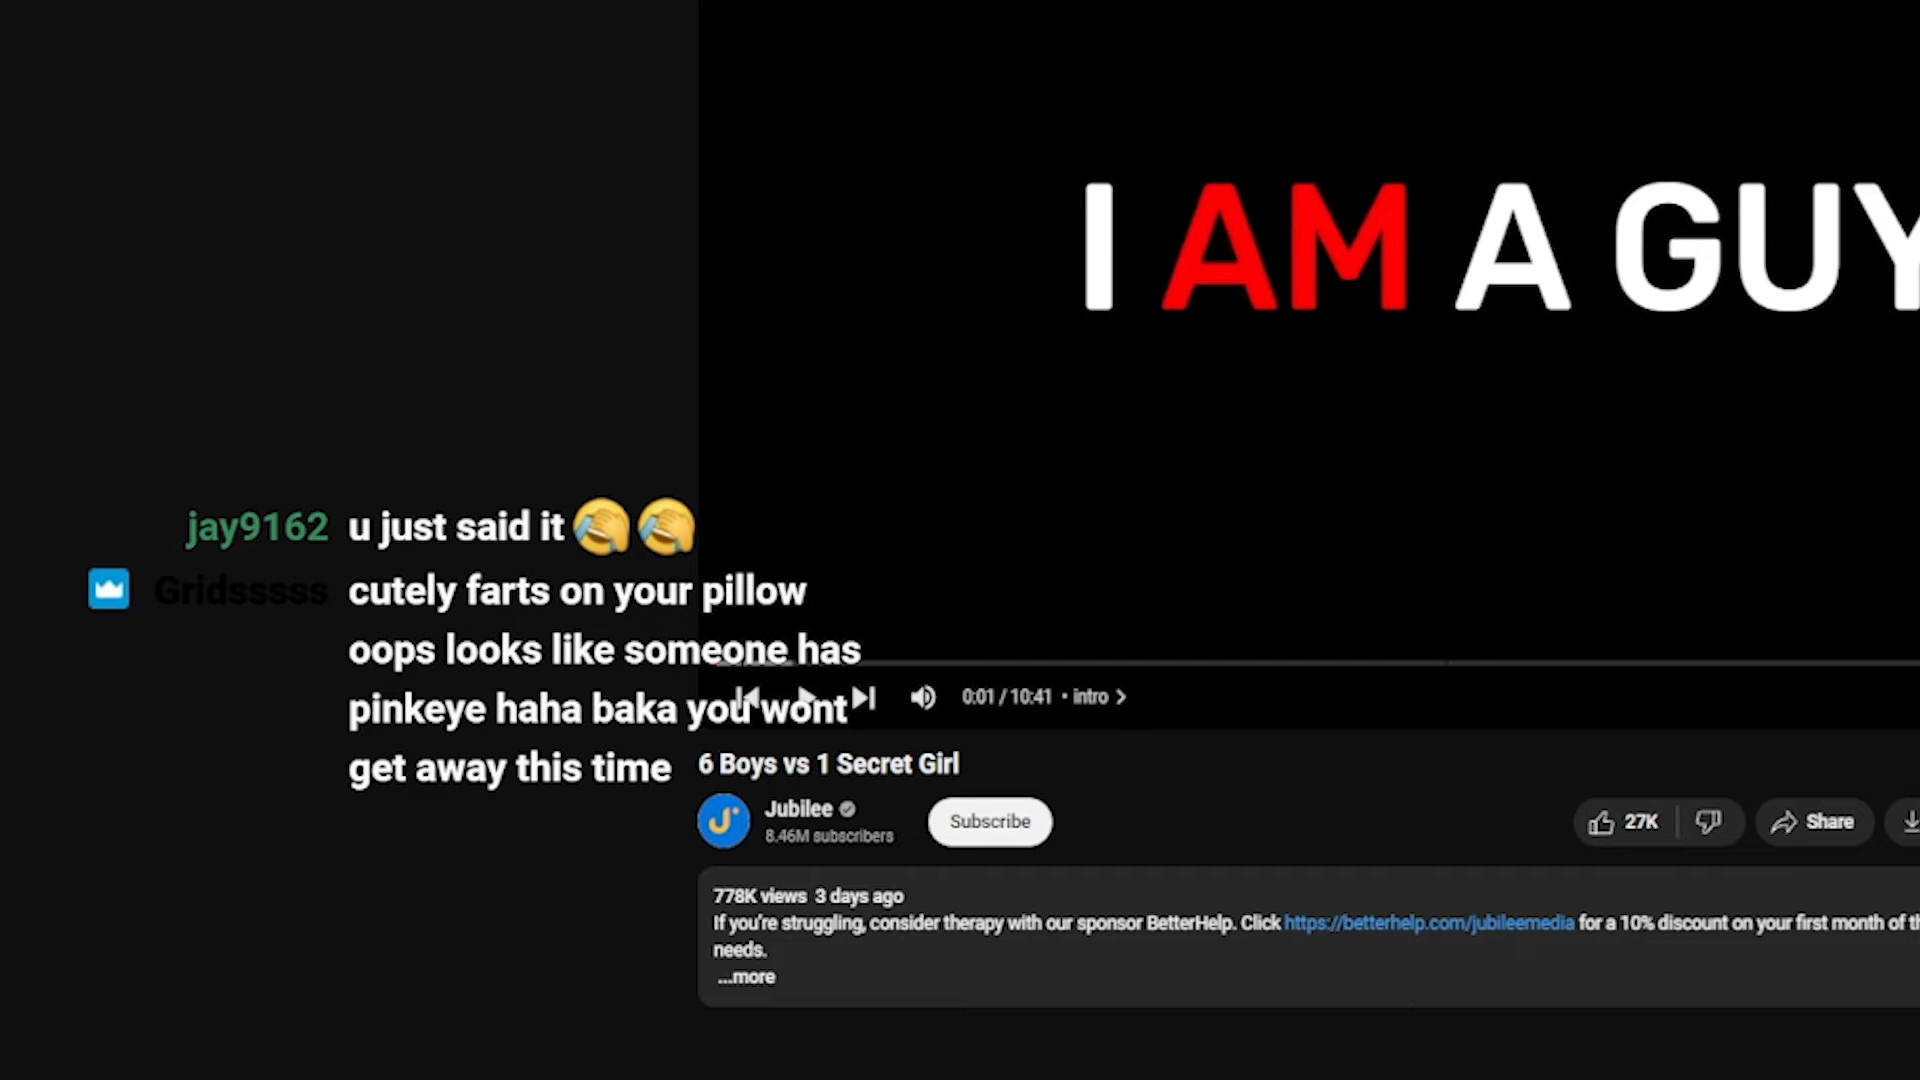 I AM A GUY
jay9162 u just said it
Gridsssss cutely farts on your pillow
oops looks like someone has
pinkeye haha baka you wont
get away this time
0:01 / 10:41 • intro
6 Boys vs 1 Secret Girl
Jubilee
8.46M subscribers
Subscribe
27K
Share
778K views 3 days ago
If you're struggling, consider therapy with our sponsor BetterHelp. Click https://betterhelp.com/jubileemedia for a 10% discount on your first month of
needs.
...more